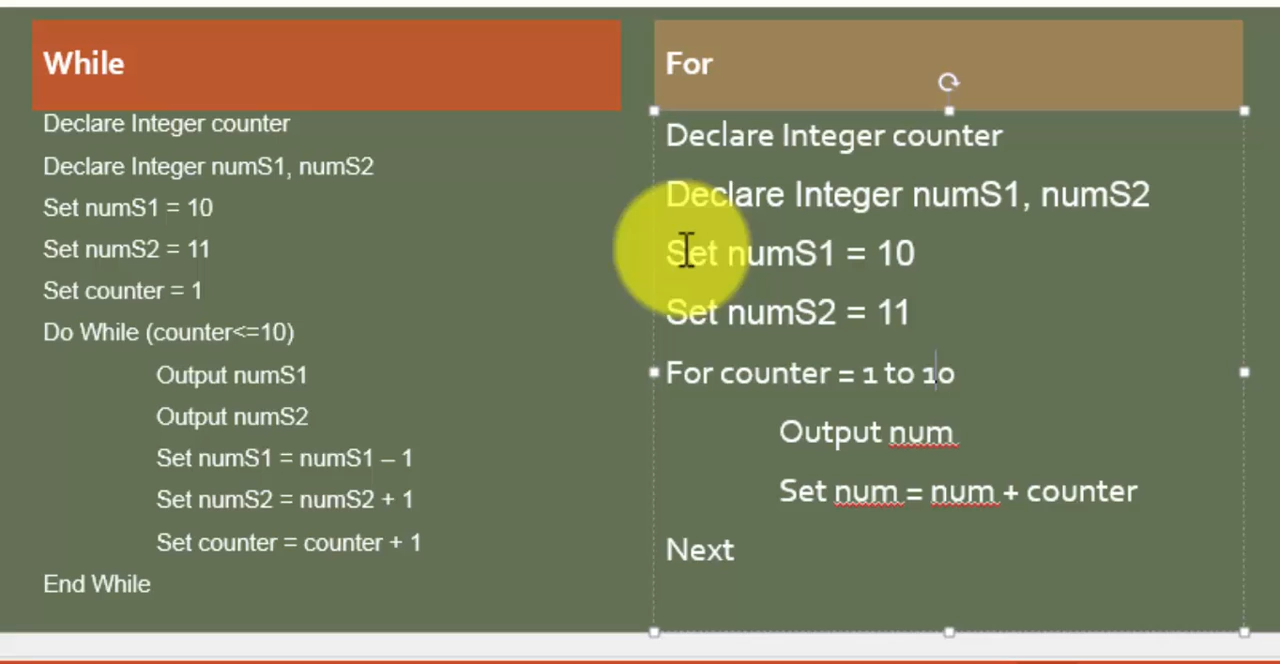 While
Declare Integer counter
Declare Integer numS1, numS2
Set numS1 = 10
Set numS2 = 11
Set counter = 1
Do While (counter<=10)
Output numS1
Output numS2
Set numS1 = numS1 – 1
Set numS2 = numS2 + 1
Set counter = counter + 1
End While
For
Declare Integer counter
Declare Integer numS1, numS2
Set numS1 = 10
Set numS2 = 11
For counter = 1 to 10
Output num
Set num = num + counter
Next